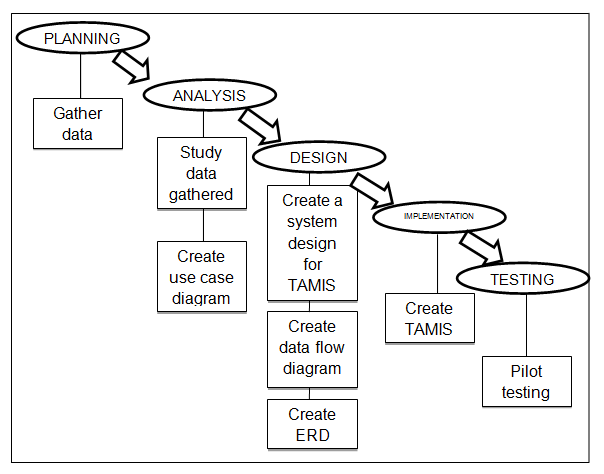 PLANNING
Gather
data
ANALYSIS
Study
data
gathered
Create
use case
diagram
DESIGN
Create a
system
design
for
TAMIS
Create
data flow
diagram
Create
ERD
IMPLEMENTATION
Create
TAMIS
TESTING
Pilot
testing